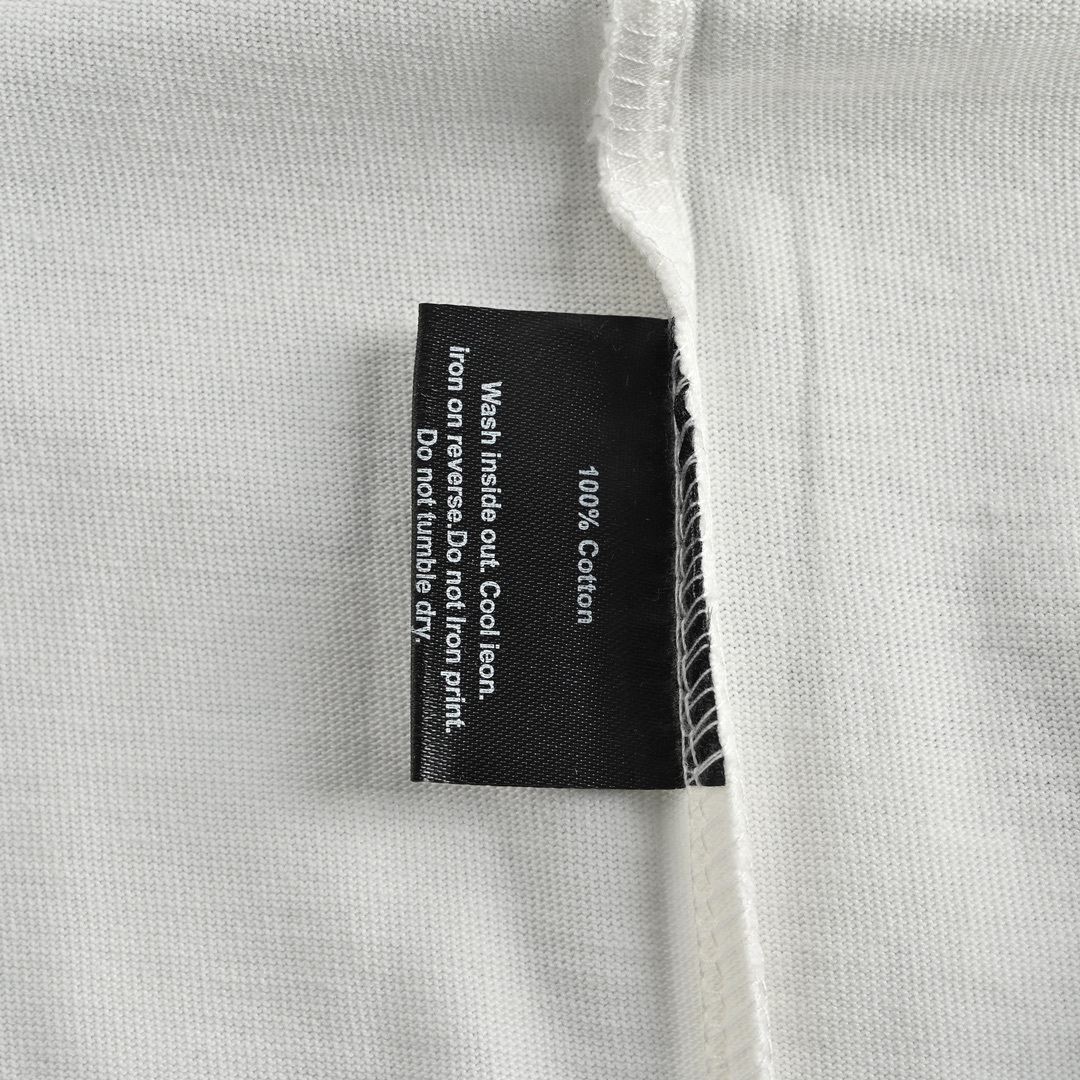 100% Cotton
Wash inside out. Cool ieon.
iron on reverse.Do not Iron print.
Do not tumble dry.